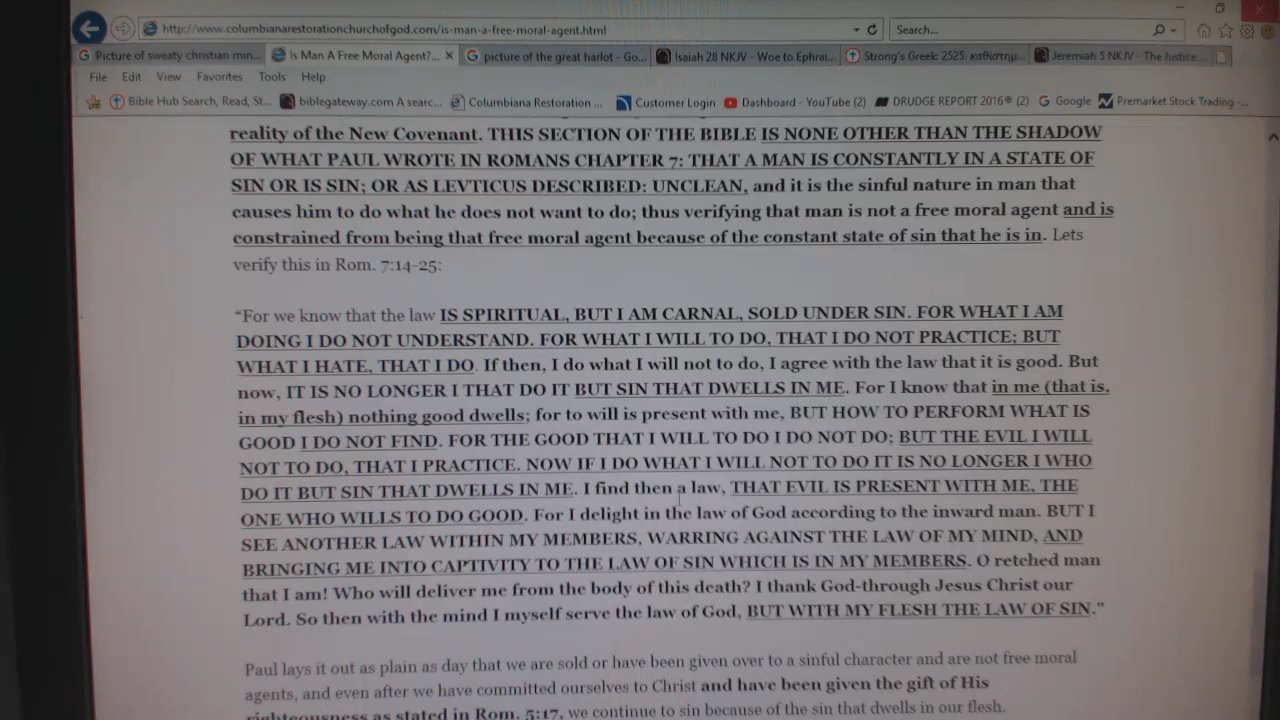 http://www.columbianarestorationchurchofgod.com/is-man-a-free-moral-agent.html
Search...
Picture of sweaty christian min...
Is Man A Free Moral Agent?...
picture of the great harlot - Go...
Isaiah 28 NKJV - Woe to Ephrai...
Strong's Greek: 2525. καθίστημ...
Jeremiah 5 NKJV - The Justice
File Edit View Favorites Tools Help
Bible Hub Search, Read, St...
biblegateway.com A searc...
Columbiana Restoration ...
Customer Login
Dashboard - YouTube (2)
DRUDGE REPORT 2016® (2)
Google
Premarket Stock Trading -...
reality of the New Covenant. THIS SECTION OF THE BIBLE IS NONE OTHER THAN THE SHADOW
OF WHAT PAUL WROTE IN ROMANS CHAPTER 7: THAT A MAN IS CONSTANTLY IN A STATE OF
SIN OR IS SIN; OR AS LEVTICUS DESCRIBED: UNCLEAN, and it is the sinful nature in man that
causes him to do what he does not want to do; thus verifying that man is not a free moral agent and is
constrained from being that free moral agent because of the constant state of sin that he is in. Lets
verify this in Rom. 7:14-25:
“For we know that the law IS SPIRITUAL, BUT I AM CARNAL, SOLD UNDER SIN. FOR WHAT I AM
DOING I DO NOT UNDERSTAND. FOR WHAT I WILL TO DO, THAT I DO NOT PRACTICE; BUT
WHAT I HATE, THAT I DO. If then, I do what I will not to do, I agree with the law that it is good. But
now, IT IS NO LONGER I THAT DO IT BUT SIN THAT DWELLS IN ME. For I know that in me (that is,
in my flesh) nothing good dwells; for to will is present with me, BUT HOW TO PERFORM WHAT IS
GOOD I DO NOT FIND. FOR THE GOOD THAT I WILL TO DO I DO NOT DO; BUT THE EVIL I WILL
NOT TO DO, THAT I PRACTICE. NOW IF I DO WHAT I WILL NOT TO DO IT IS NO LONGER I WHO
DO IT BUT SIN THAT DWELLS IN ME. I find then a law, THAT EVIL IS PRESENT WITH ME, THE
ONE WHO WILLS TO DO GOOD. For I delight in the law of God according to the inward man. BUT I
SEE ANOTHER LAW WITHIN MY MEMBERS, WARRING AGAINST THE LAW OF MY MIND, AND
BRINGING ME INTO CAPTIVITY TO THE LAW OF SIN WHICH IS IN MY MEMBERS. O retched man
that I am! Who will deliver me from the body of this death? I thank God-through Jesus Christ our
Lord. So then with the mind I myself serve the law of God, BUT WITH MY FLESH THE LAW OF SIN.”
Paul lays it out as plain as day that we are sold or have been given over to a sinful character and are not free moral
agents, and even after we have committed ourselves to Christ and have been given the gift of His
righteousness as stated in Rom. 5:17, we continue to sin because of the sin that dwells in our flesh.